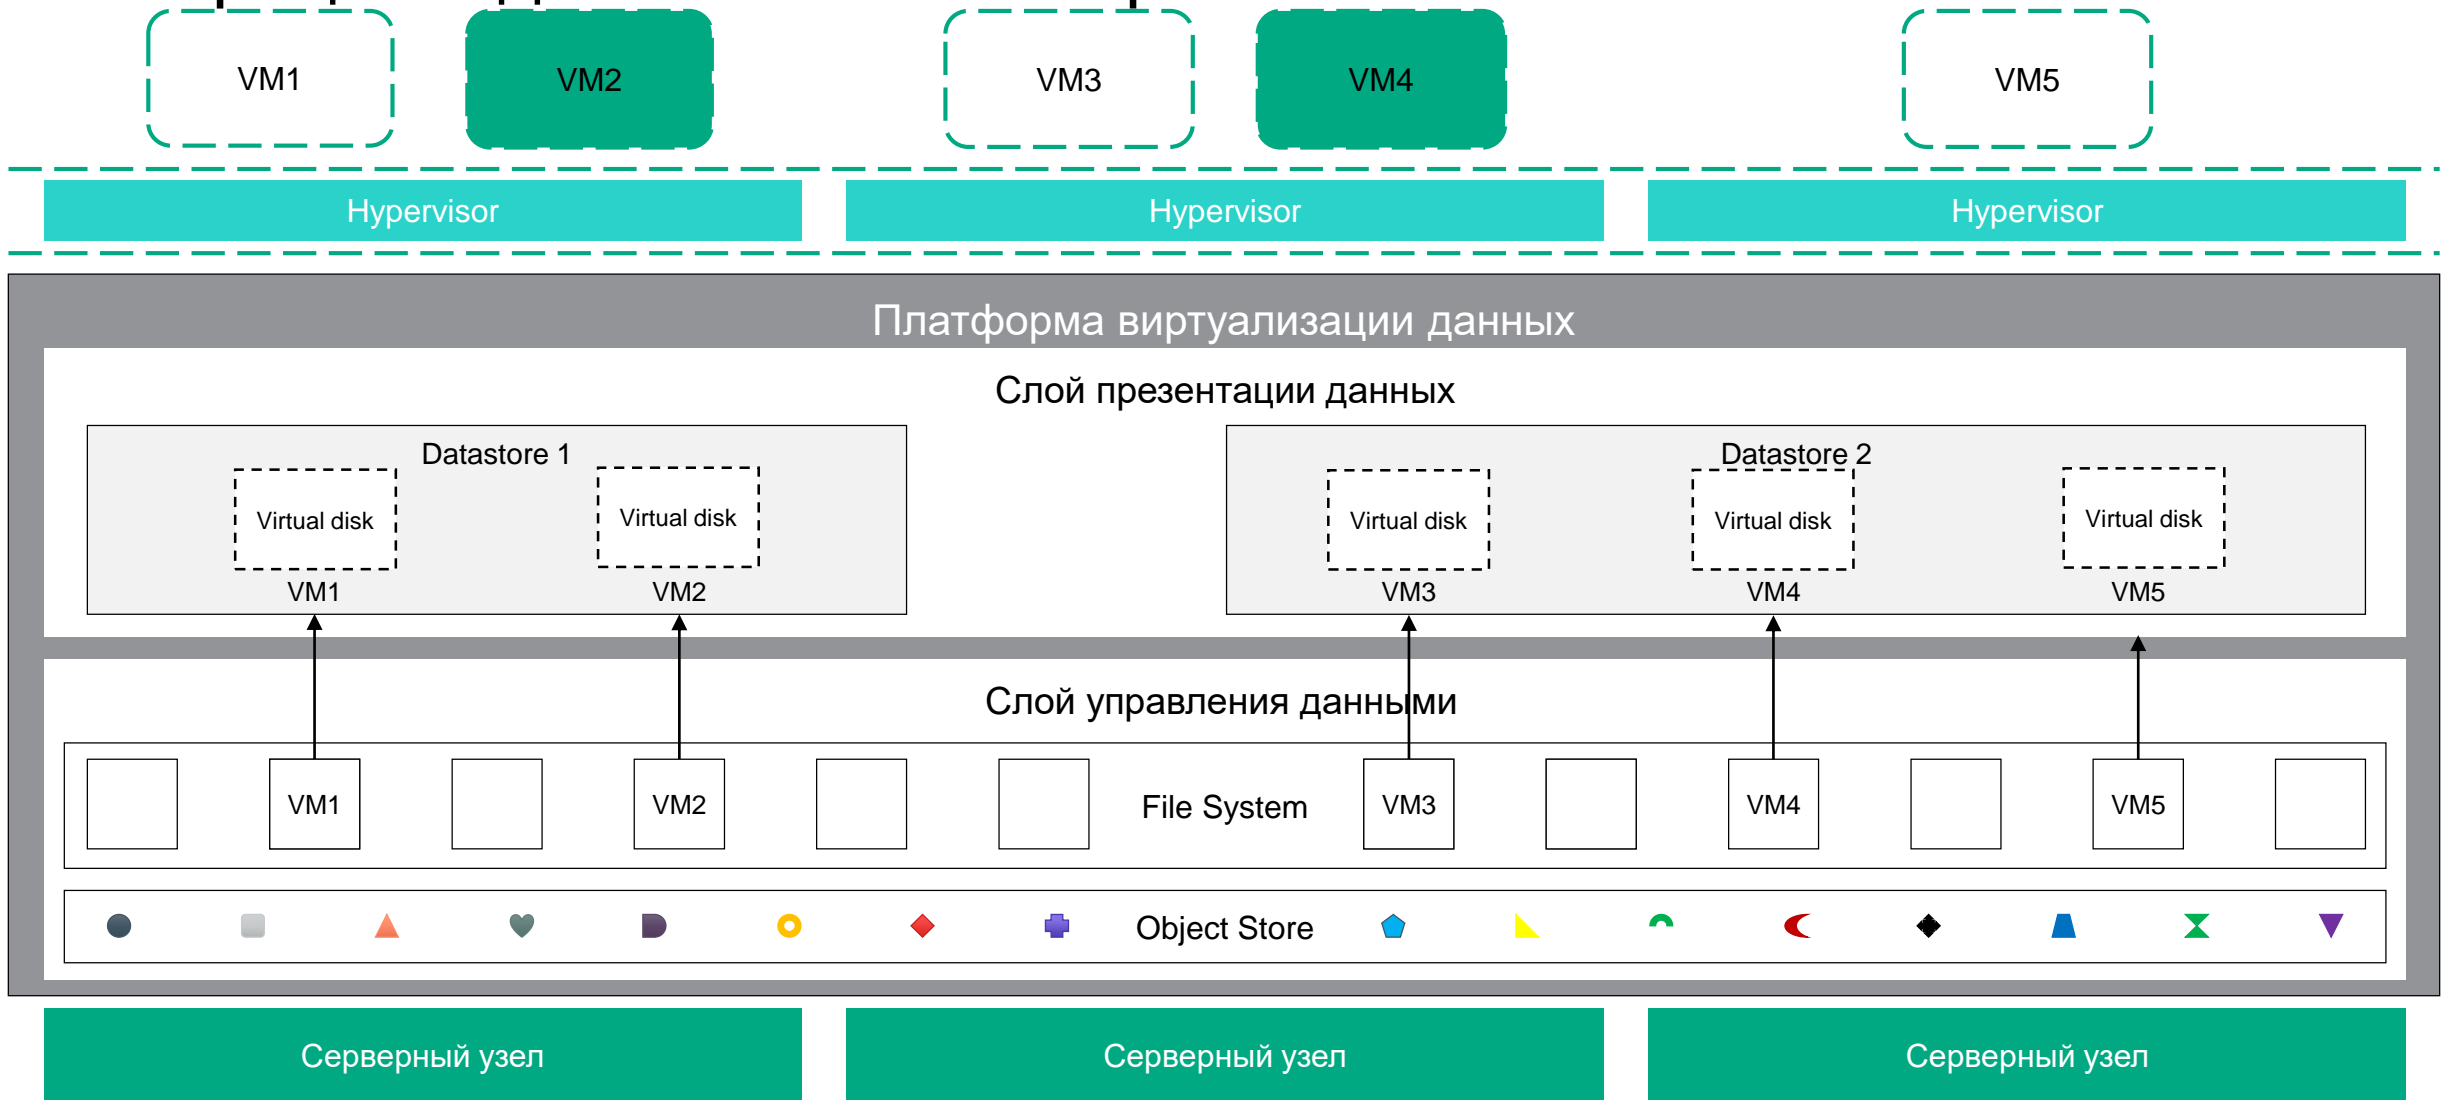 VM1
VM2
VM3
VM4
VM5
Hypervisor
Hypervisor
Hypervisor
Платформа виртуализации данных
Слой презентации данных
Datastore 1
Datastore 2
Virtual disk
Virtual disk
Virtual disk
Virtual disk
Virtual disk
VM1
VM2
VM3
VM4
VM5
Слой управления данными
VM1
VM2
File System
VM3
VM4
VM5
Object Store
Серверный узел
Серверный узел
Серверный узел